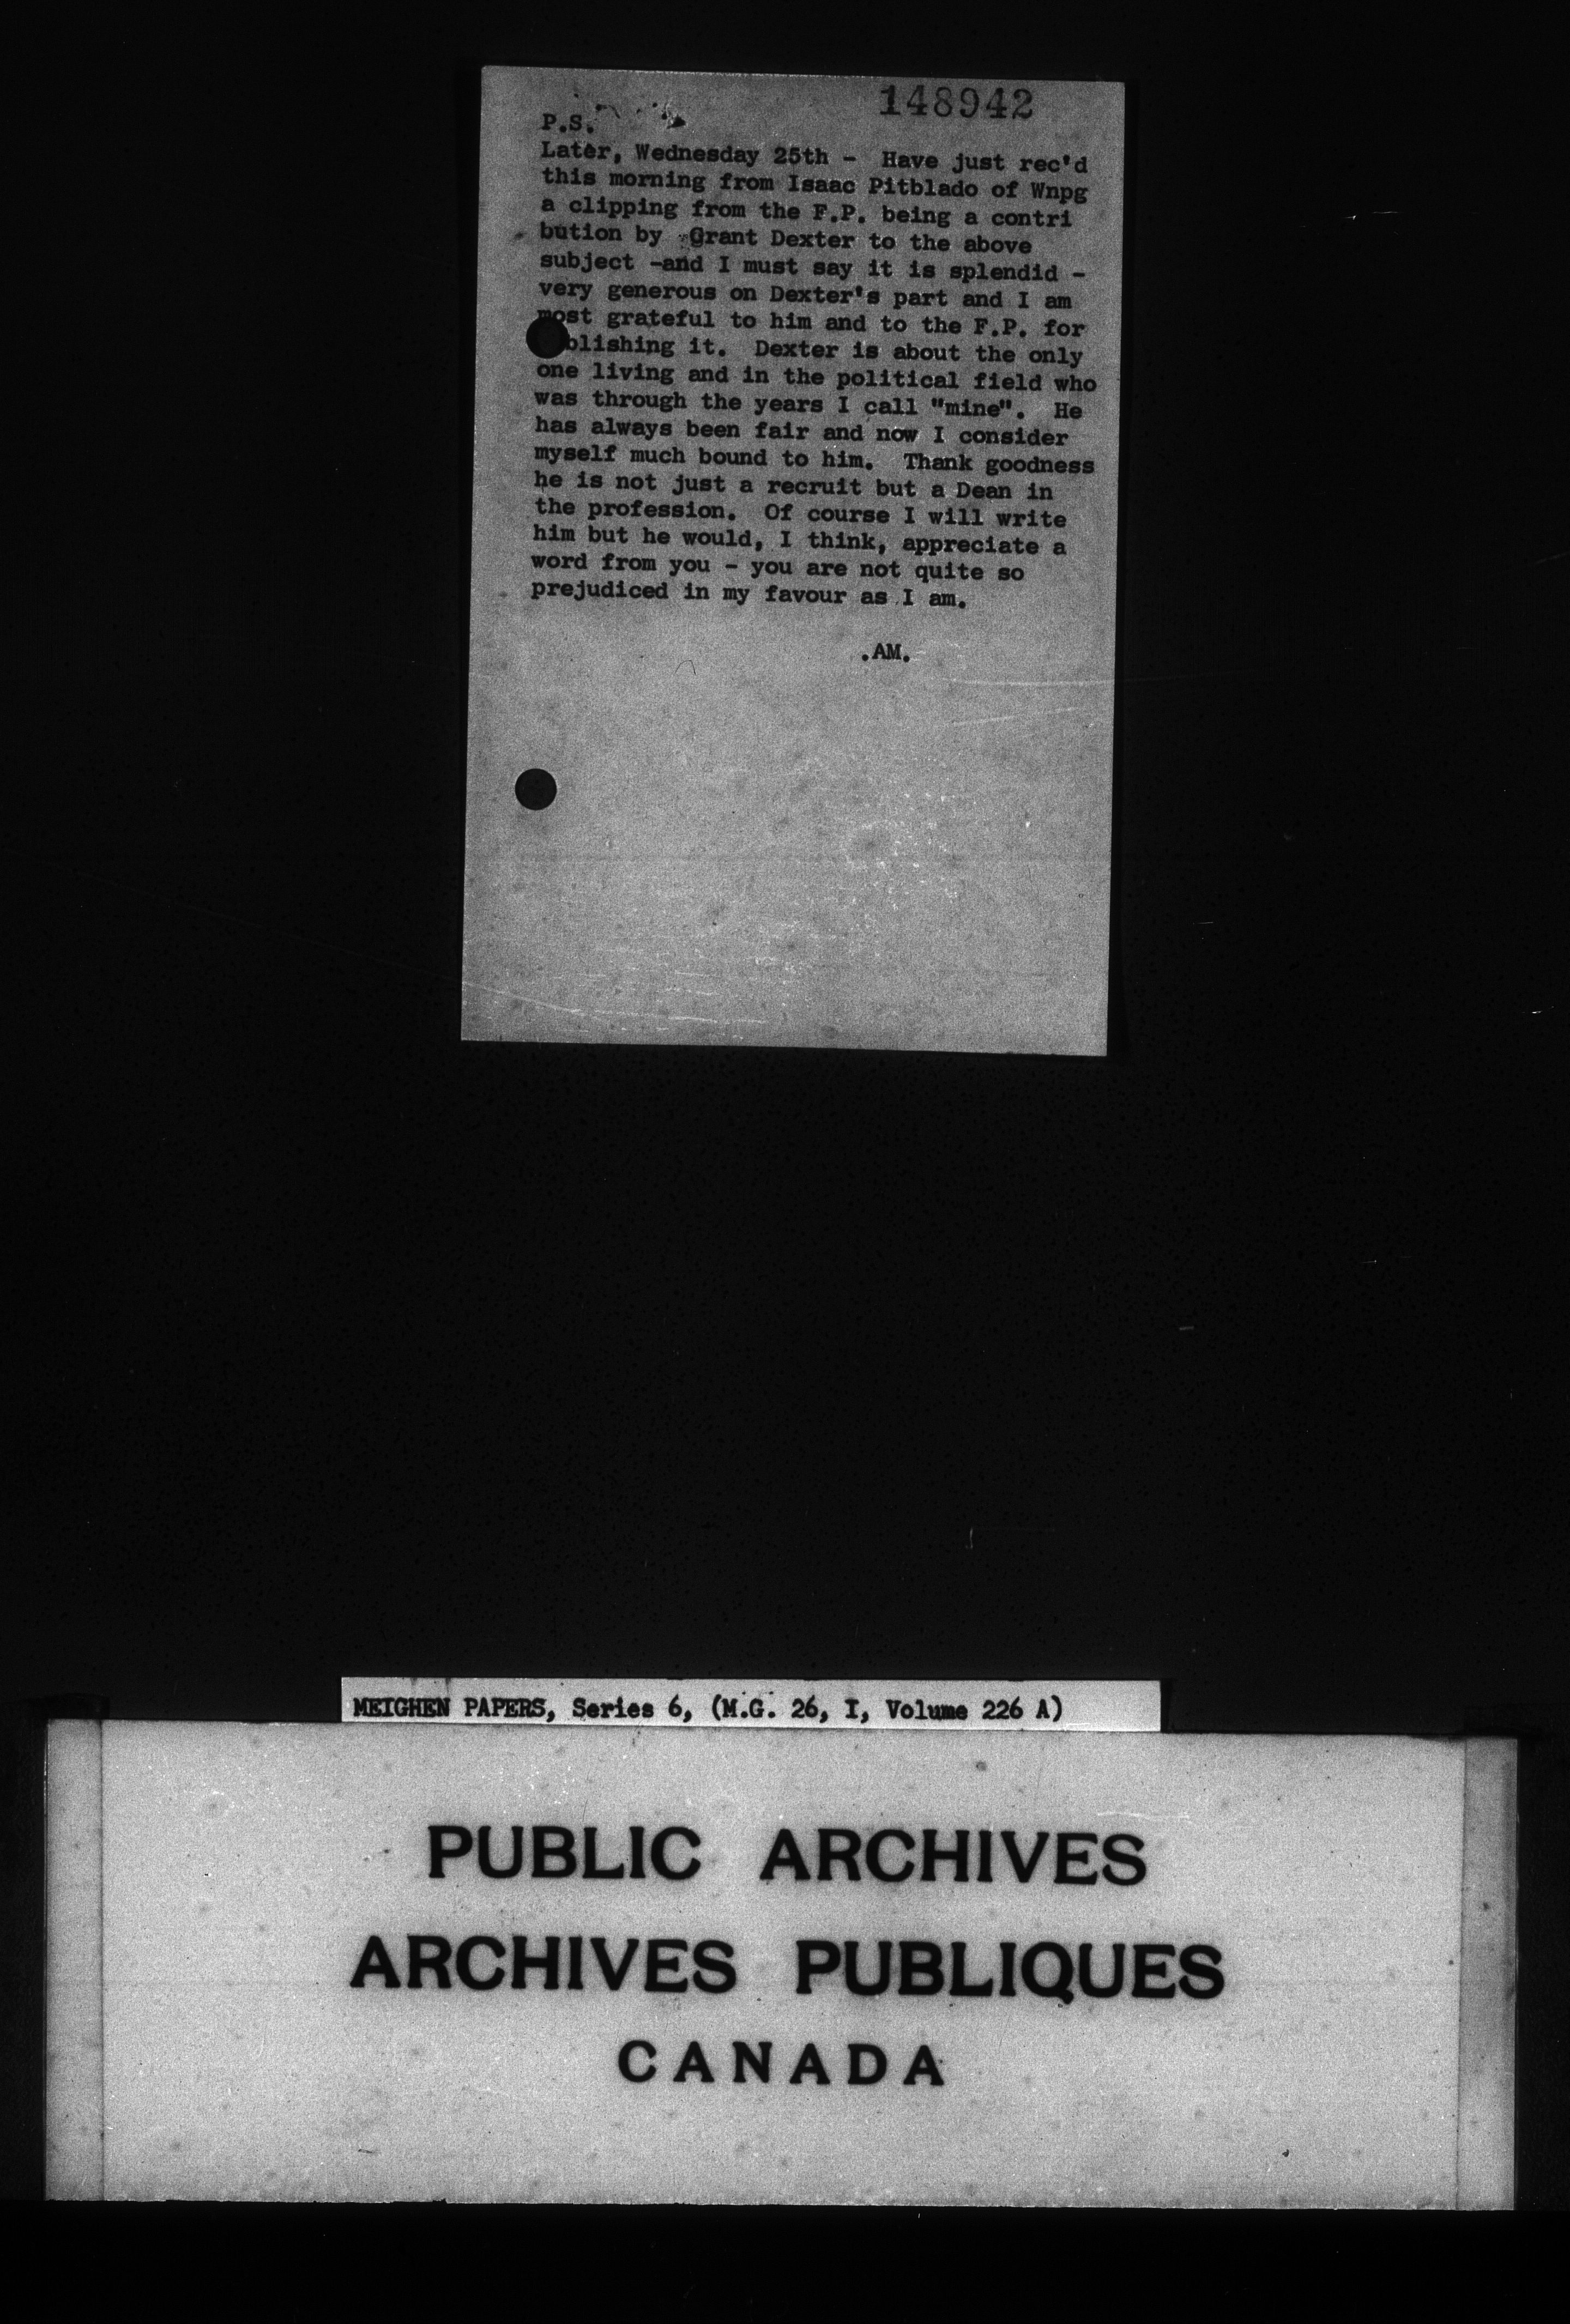 148942
P.S.
Later, Wednesday 25th - Have just rec'd
this morning from Isaac Pitblado of Wnpg
a clipping from the F.P. being a contri
bution by Grant Dexter to the above
subject -and I must say it is splendid -
very generous on Dexter's part and I am
most grateful to him and to the F.P. for
blishing it. Dexter is about the only
one living and in the political field who
was through the years I call "mine". He
has always been fair and now I consider
myself much bound to him. Thank goodness
he is not just a recruit but a Dean in
the profession. Of course I will write
him but he would, I think, appreciate a
word from you - you are not quite so
prejudiced in my favour as I am.
.AM.
MEIGHEN PAPERS, Series 6, (M.G. 26, I, Volume 226 A)
PUBLIC ARCHIVES
ARCHIVES PUBLIQUES
CANADA